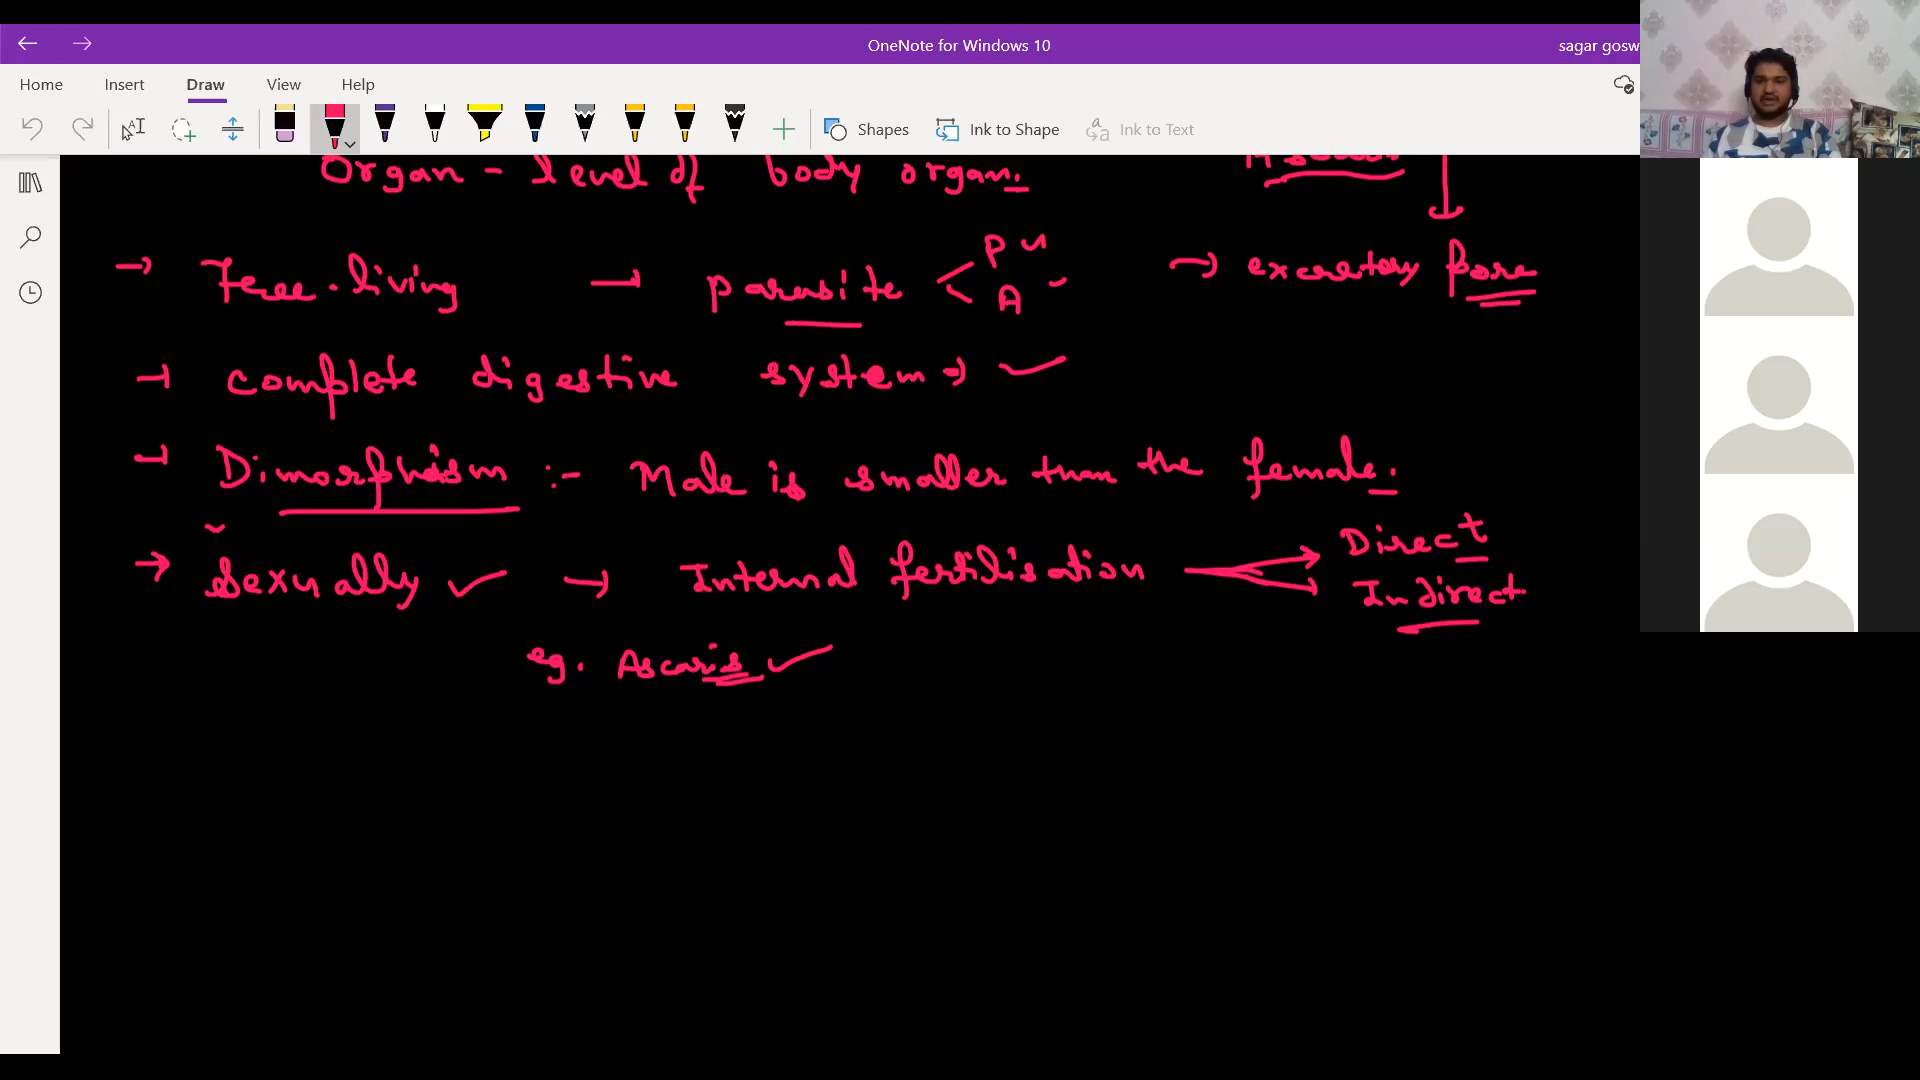 OneNote for Windows 10
sagar gosw
Home Insert Draw View Help
Shapes Ink to Shape Ink to Text
Organ - level of body organ.
→ Free-living → parasite < P A → excretory pore
→ complete digestive system → ✓
→ Dimorphism :- Male is smaller than the female.
→ Sexually ✓ → Internal fertilisation → Direct
Indirect
eg. Ascaris ✓